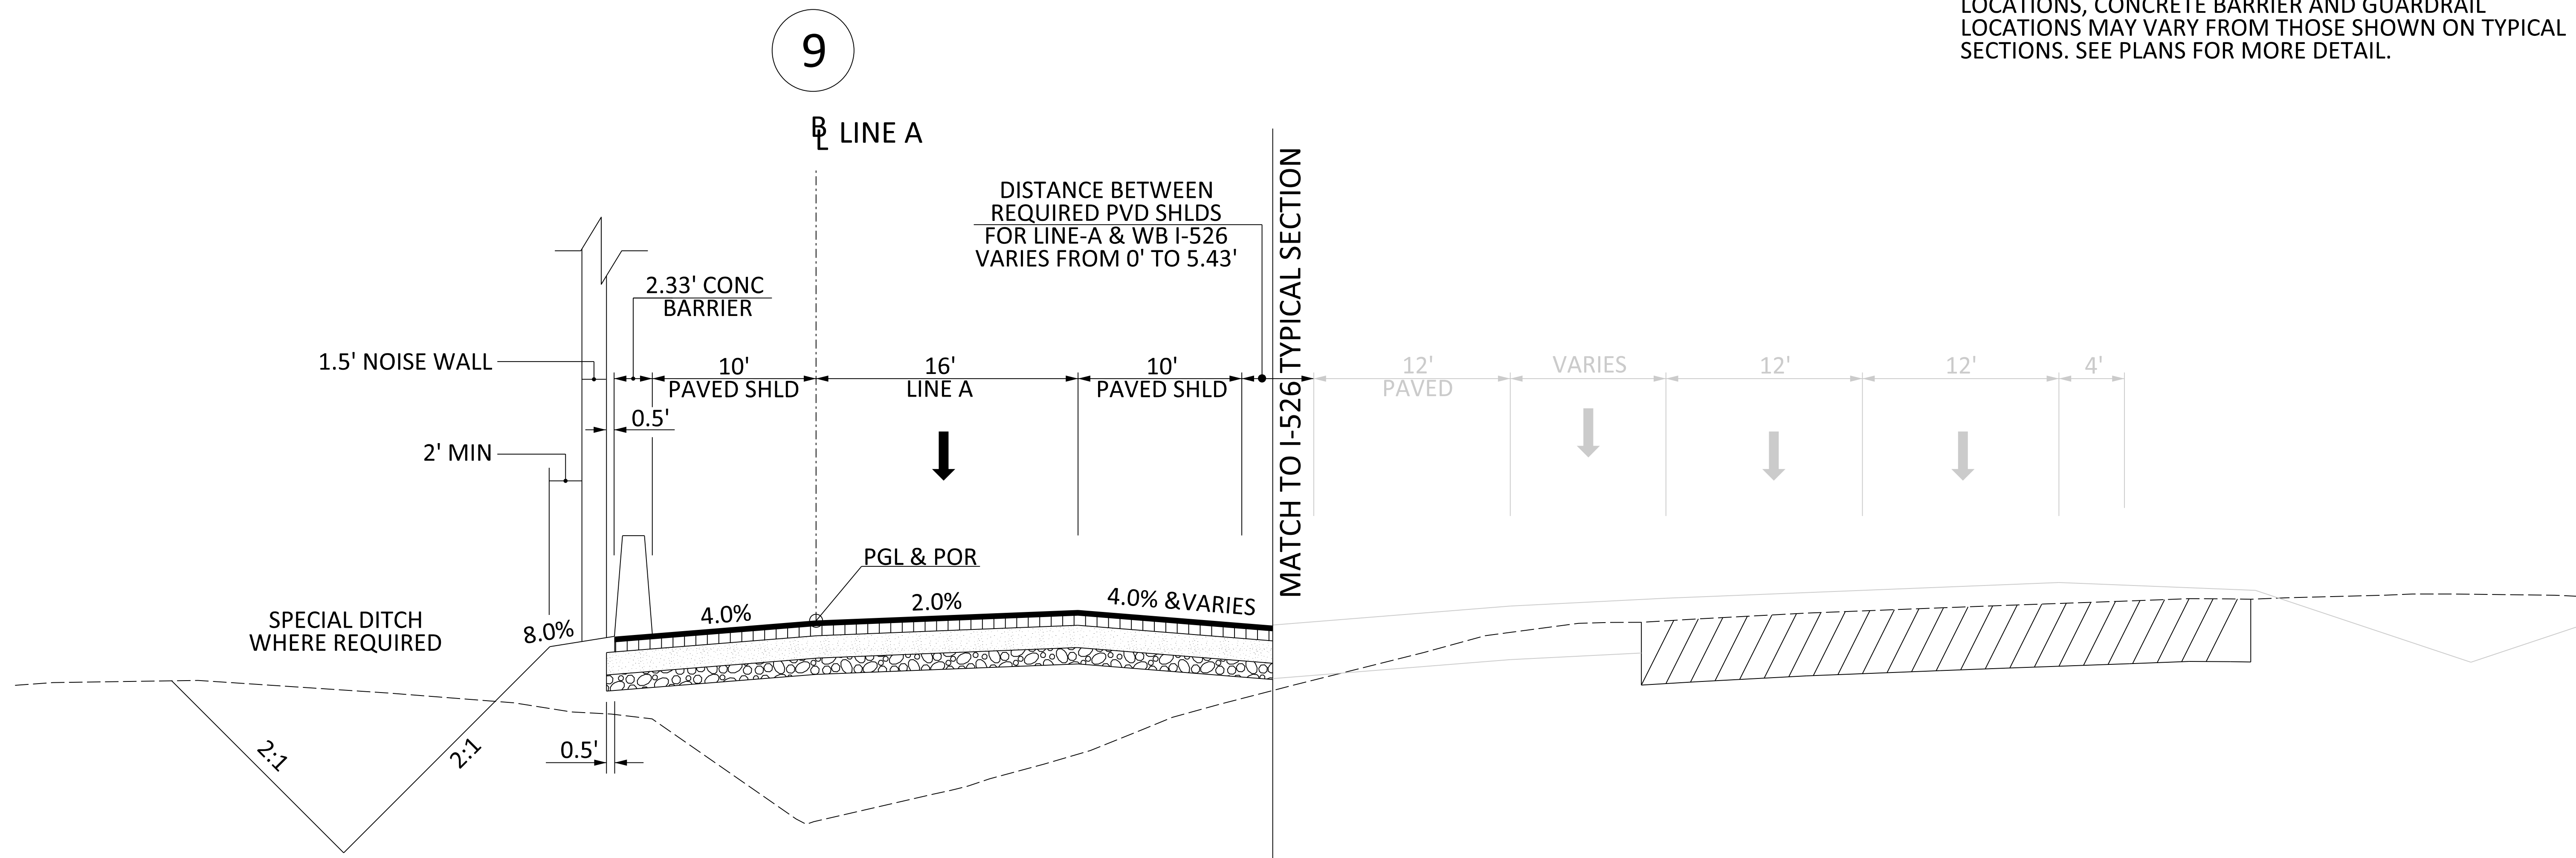 LOCATIONS, CONCRETE BARRIER AND GUARDRAIL
LOCATIONS MAY VARY FROM THOSE SHOWN ON TYPICAL
SECTIONS. SEE PLANS FOR MORE DETAIL.
9
BL LINE A
DISTANCE BETWEEN
REQUIRED PVD SHLDS
FOR LINE-A & WB I-526
VARIES FROM 0' TO 5.43'
MATCH TO I-526 TYPICAL SECTION
2.33' CONC
BARRIER
1.5' NOISE WALL
10'
PAVED SHLD
16'
LINE A
10'
PAVED SHLD
12'
PAVED
VARIES
12'
12'
4'
0.5'
2' MIN
PGL & POR
SPECIAL DITCH
WHERE REQUIRED
8.0%
4.0%
2.0%
4.0% &VARIES
2:1
2:1
0.5'